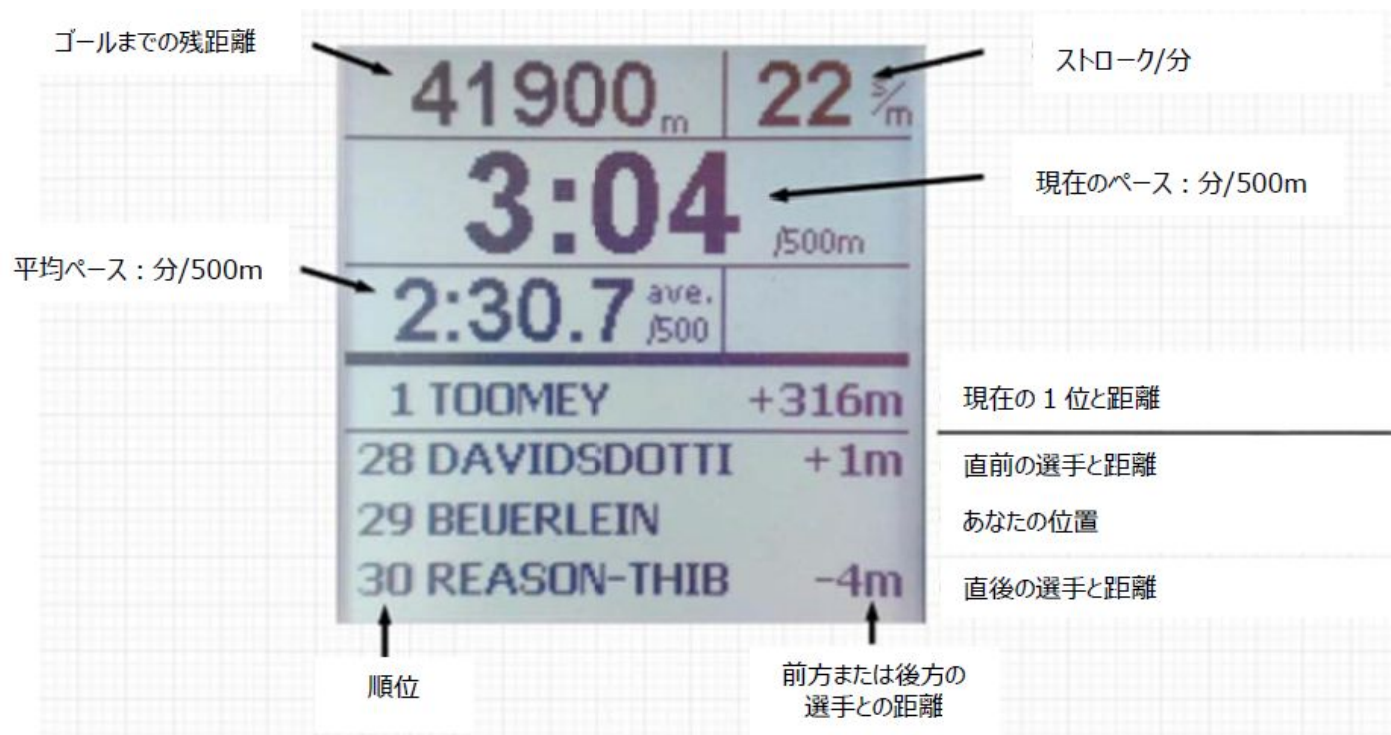 ゴールまでの残距離
41900m
22 s/m
ストローク/分
3:04 /500m
現在のペース：分/500m
平均ペース：分/500m
2:30.7 ave. /500
1 TOOMEY +316m
現在の1位と距離
28 DAVIDSDOTTI +1m
直前の選手と距離
29 BEUERLEIN
あなたの位置
30 REASON-THIB -4m
直後の選手と距離
順位
前方または後方の
選手との距離